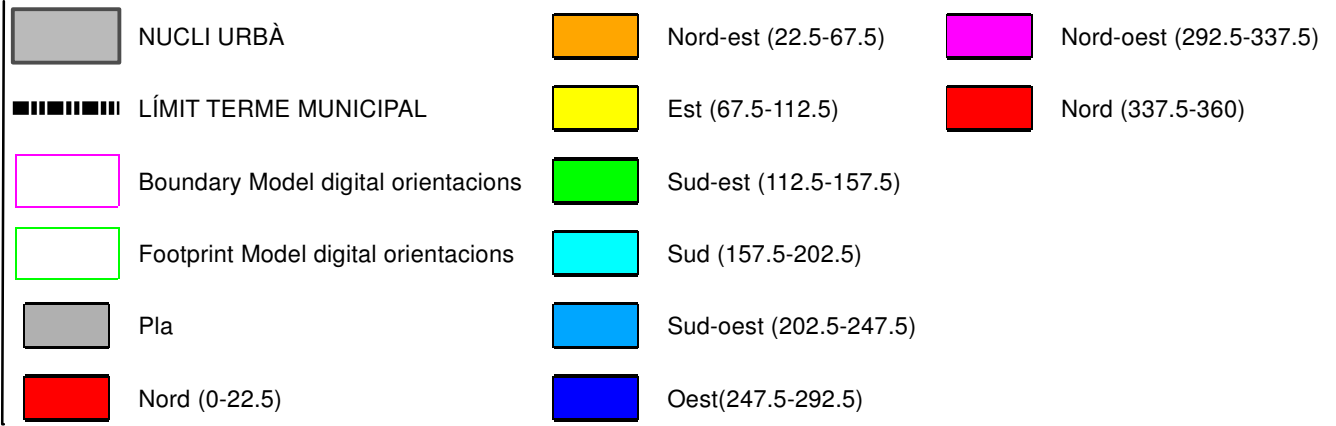 NUCLI URBÀ
LÍMIT TERME MUNICIPAL
Boundary Model digital orientacions
Footprint Model digital orientacions
Pla
Nord (0-22.5)
Nord-est (22.5-67.5)
Est (67.5-112.5)
Sud-est (112.5-157.5)
Sud (157.5-202.5)
Sud-oest (202.5-247.5)
Oest(247.5-292.5)
Nord-oest (292.5-337.5)
Nord (337.5-360)